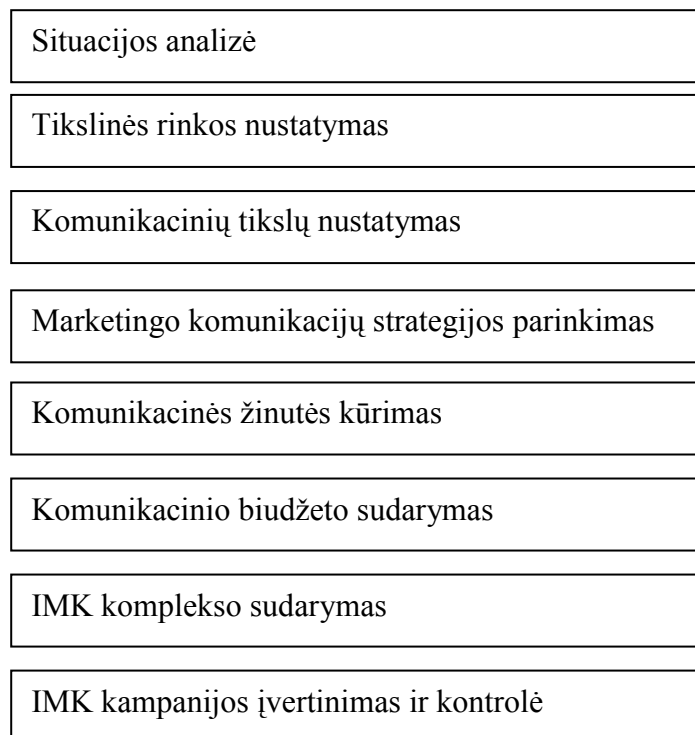 Situacijos analizė
Tikslinės rinkos nustatymas
Komunikacinių tikslų nustatymas
Marketingo komunikacijų strategijos parinkimas
Komunikacinės žinutės kūrimas
Komunikacinio biudžeto sudarymas
IMK komplekso sudarymas
IMK kampanijos įvertinimas ir kontrolė